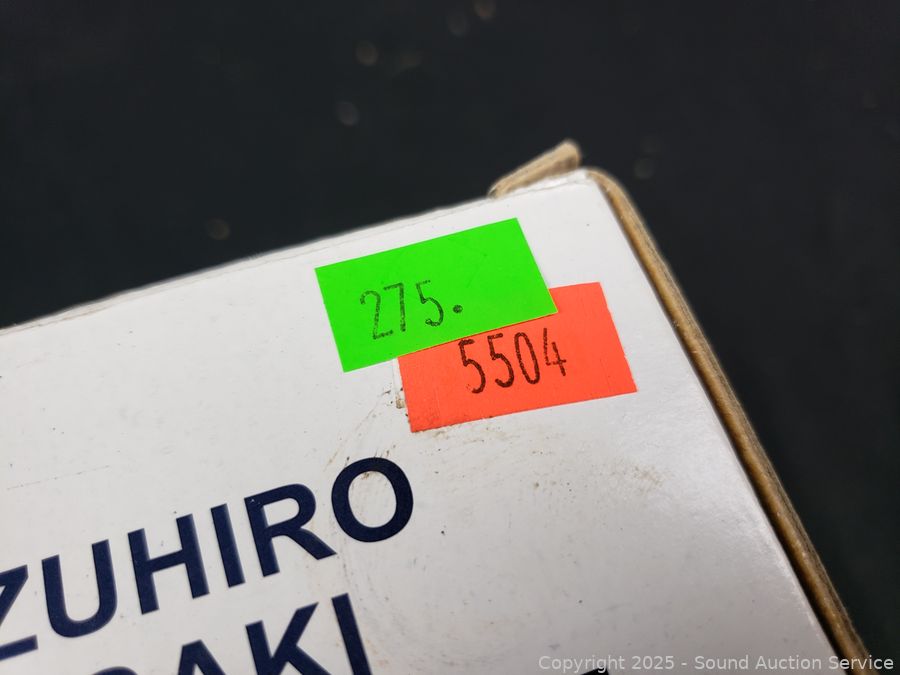 275.
5504
ZUHIRO
AKI
Copyright © 2025 - Sound Auction Service